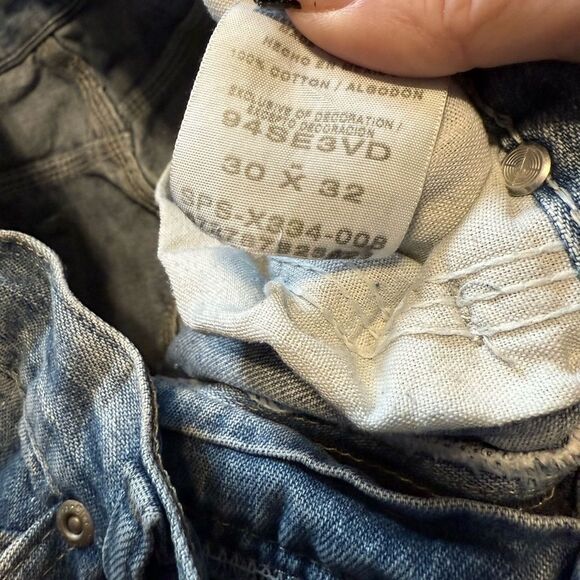 HECHO EN
100% COTTON / ALGODON
EXCLUSIVE OF DECORATION /
EXCEPTO DECORACION
94SE3VD
30 X 32
SPS-X334-008